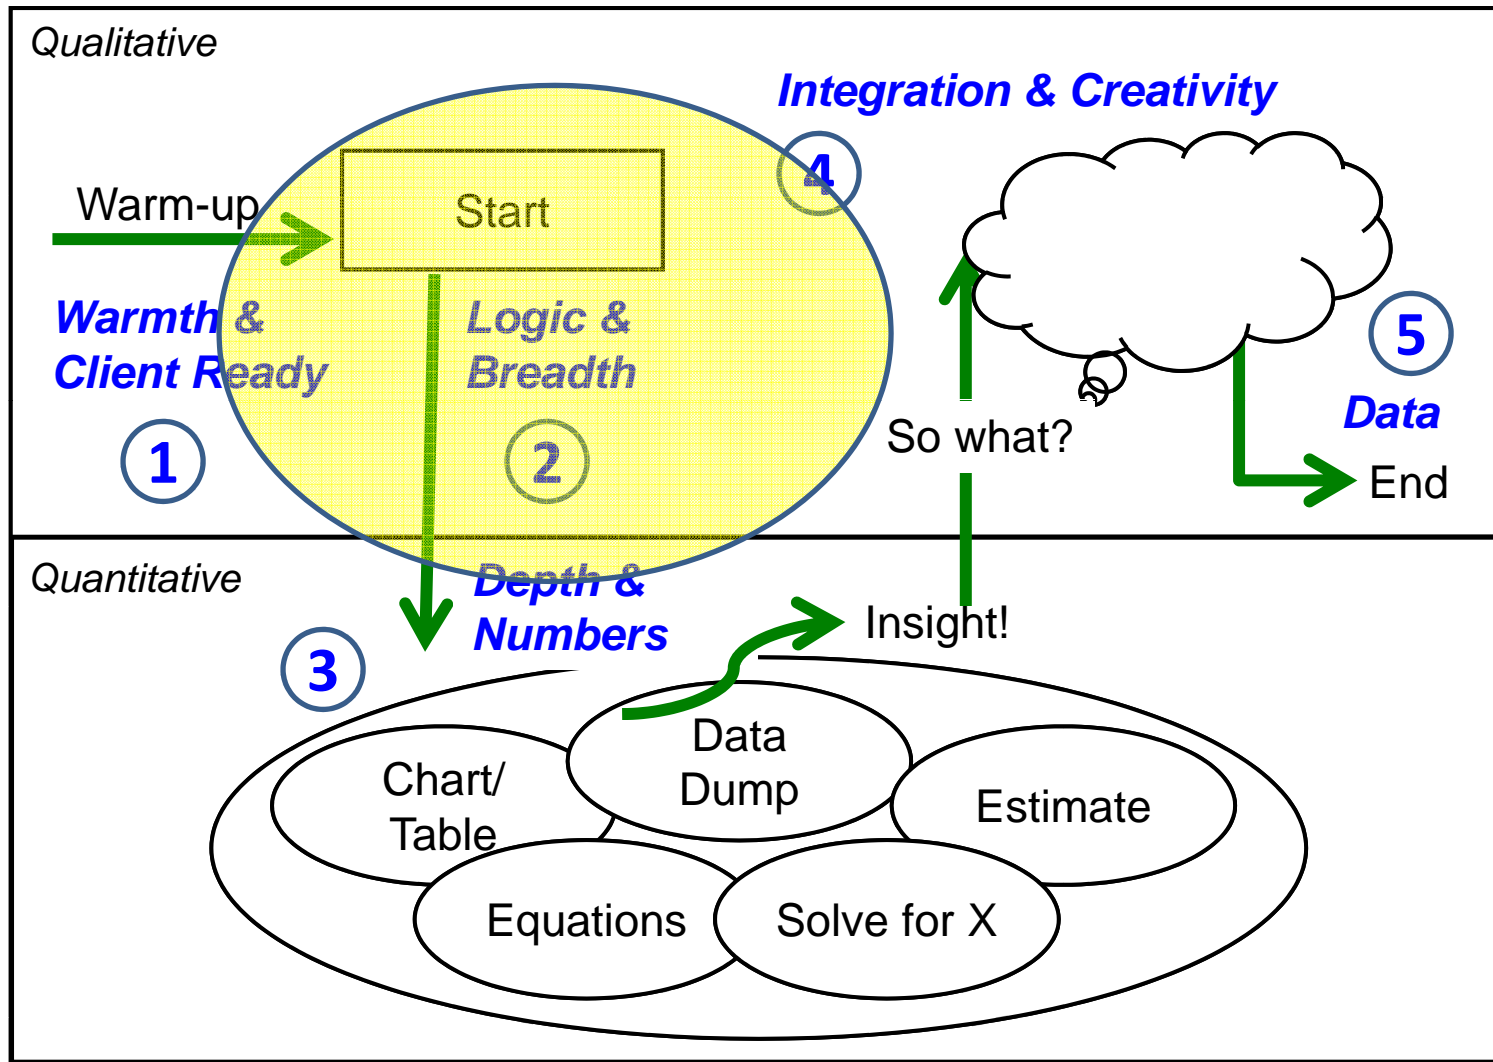 Qualitative
Integration & Creativity
4
Warm-up
Start
Warmth &
Client Ready
1
Logic &
Breadth
2
So what?
5
Data
End
Quantitative
Depth &
Numbers
3
Insight!
Chart/
Table
Data
Dump
Estimate
Equations
Solve for X